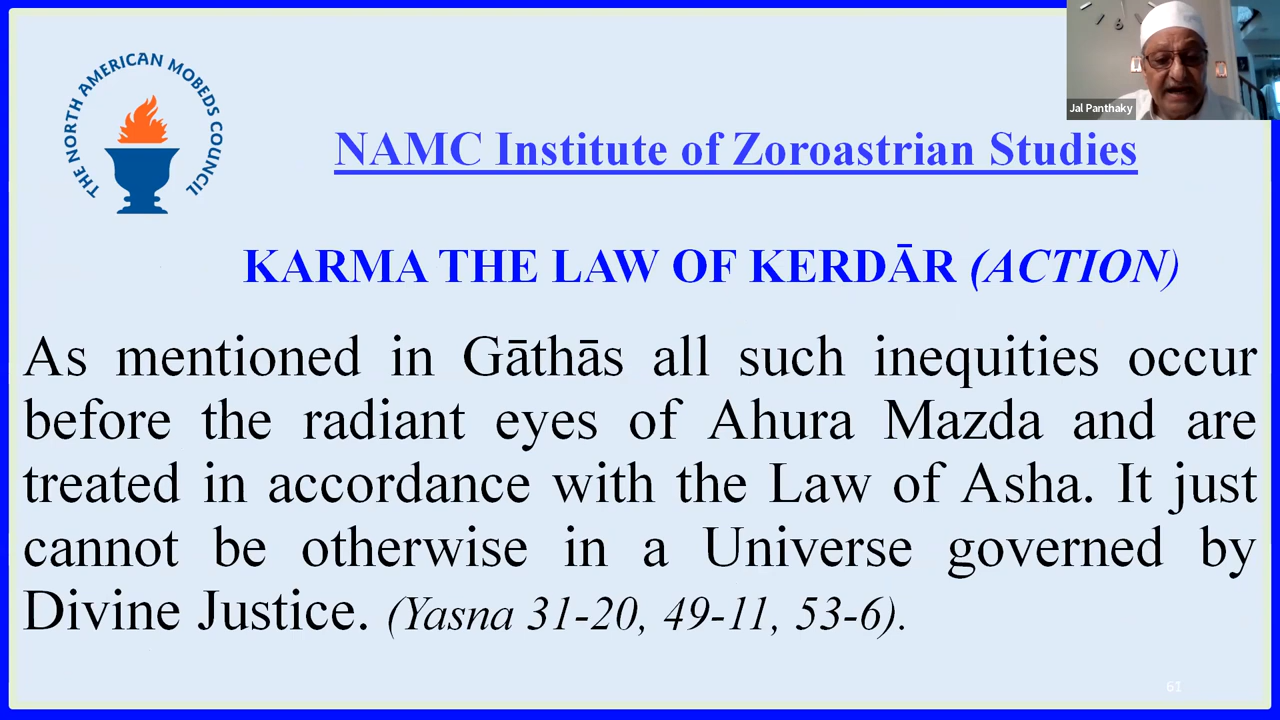 THE NORTH AMERICAN MOBEDS COUNCIL
Jal Panthaky
NAMC Institute of Zoroastrian Studies
KARMA THE LAW OF KERDĀR (ACTION)
As mentioned in Gāthās all such inequities occur
before the radiant eyes of Ahura Mazda and are
treated in accordance with the Law of Asha. It just
cannot be otherwise in a Universe governed by
Divine Justice. (Yasna 31-20, 49-11, 53-6).
61